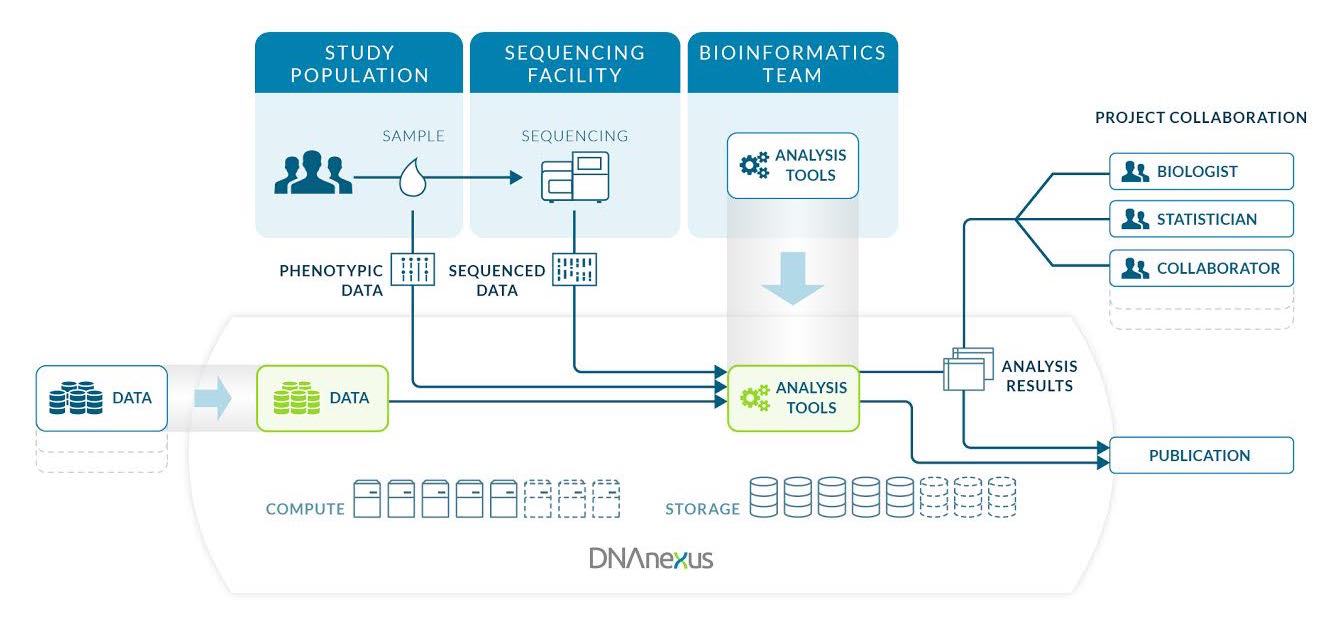 STUDY
POPULATION
SEQUENCING
FACILITY
BIOINFORMATICS
TEAM
SAMPLE
SEQUENCING
ANALYSIS
TOOLS
PROJECT COLLABORATION
BIOLOGIST
STATISTICIAN
COLLABORATOR
PHENOTYPIC
DATA
SEQUENCED
DATA
DATA
DATA
ANALYSIS
TOOLS
ANALYSIS
RESULTS
PUBLICATION
COMPUTE
STORAGE
DNAnexus